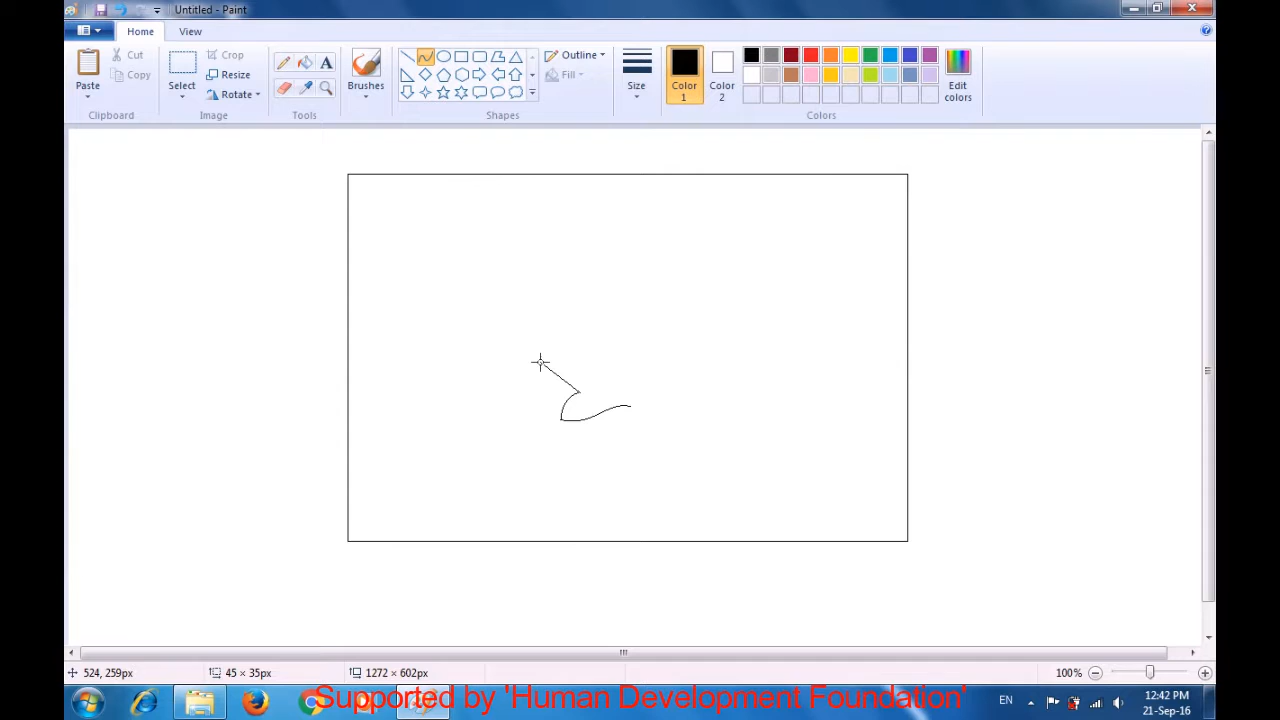 Untitled - Paint
Home View
Paste
Cut
Copy
Clipboard
Select
Crop
Resize
Rotate
Image
A
Tools
Brushes
Outline
Fill
Shapes
Size
Color 1
Color 2
Edit colors
Colors
524, 259px 45 × 35px 1272 × 602px 100%
Supported by 'Human Development Foundation'
EN
12:42 PM
21-Sep-16